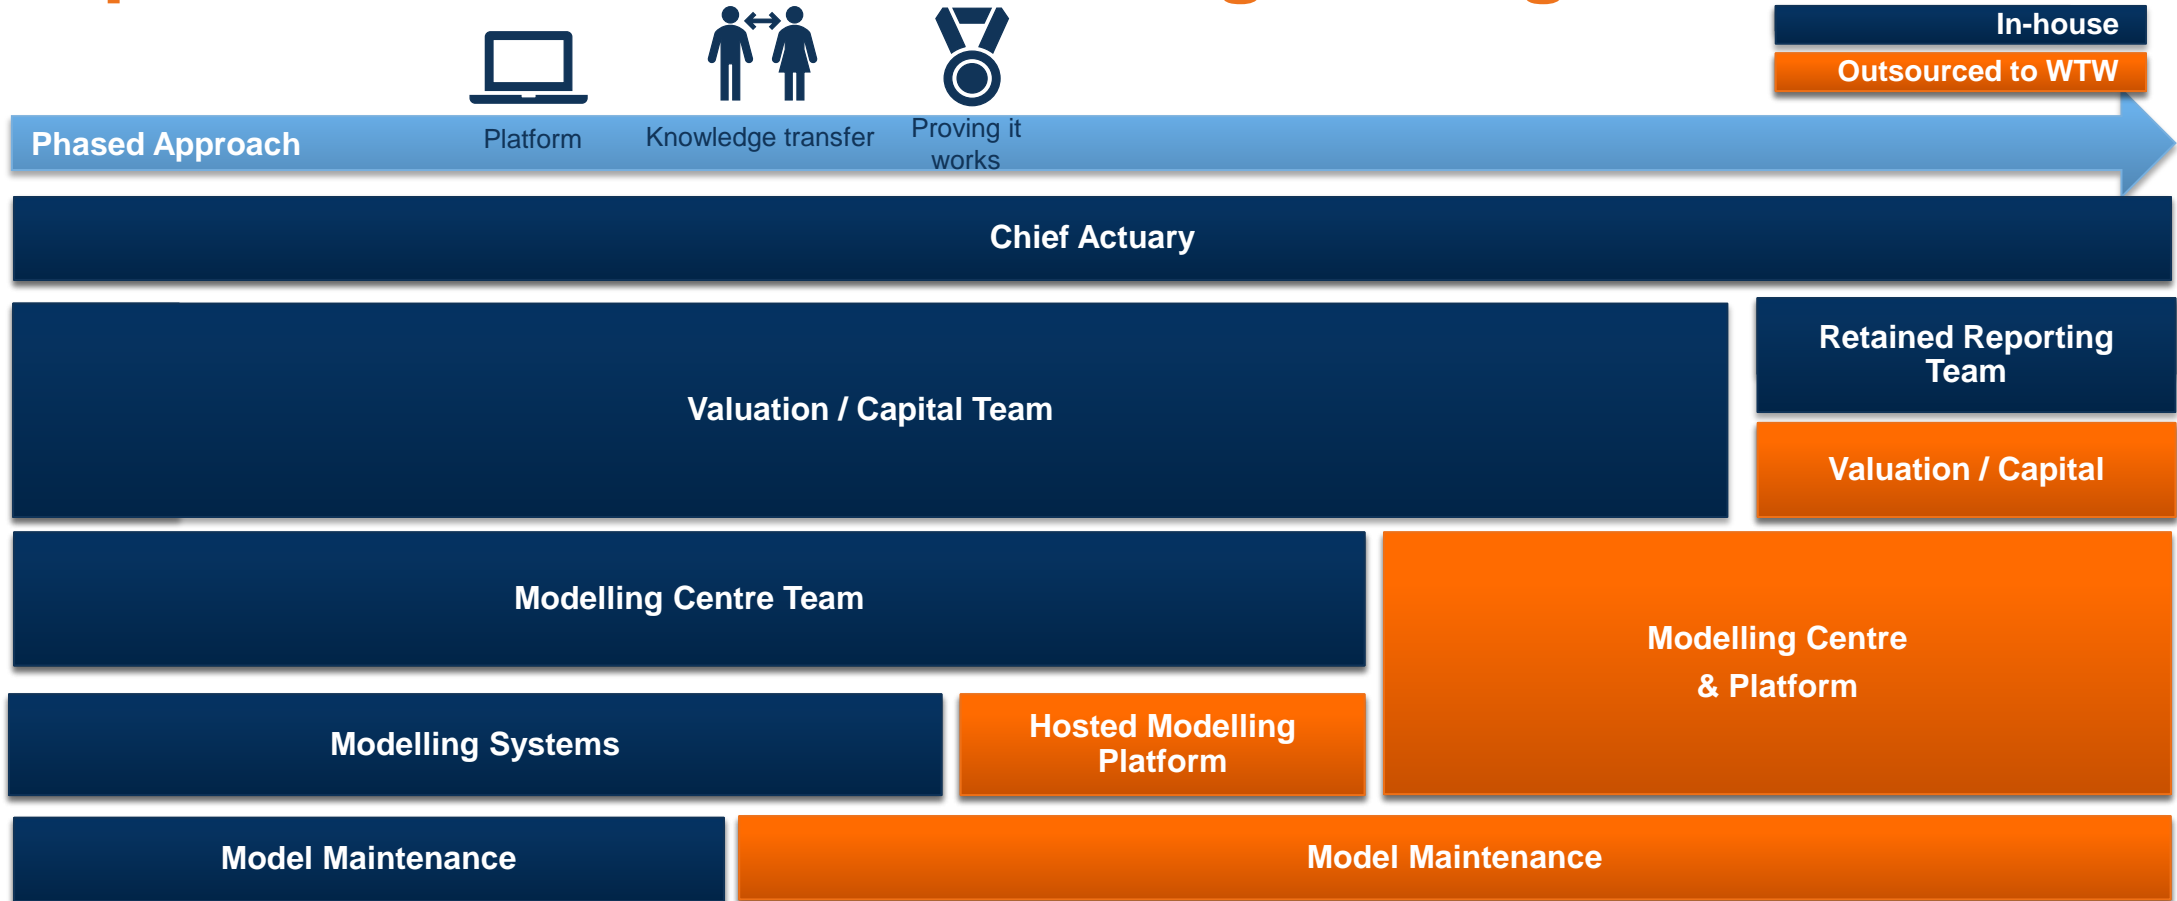 In-house
Outsourced to WTW
Phased Approach
Platform
Knowledge transfer
Proving it
works
Chief Actuary
Valuation / Capital Team
Retained Reporting
Team
Valuation / Capital
Modelling Centre Team
Modelling Centre
& Platform
Modelling Systems
Hosted Modelling
Platform
Model Maintenance
Model Maintenance